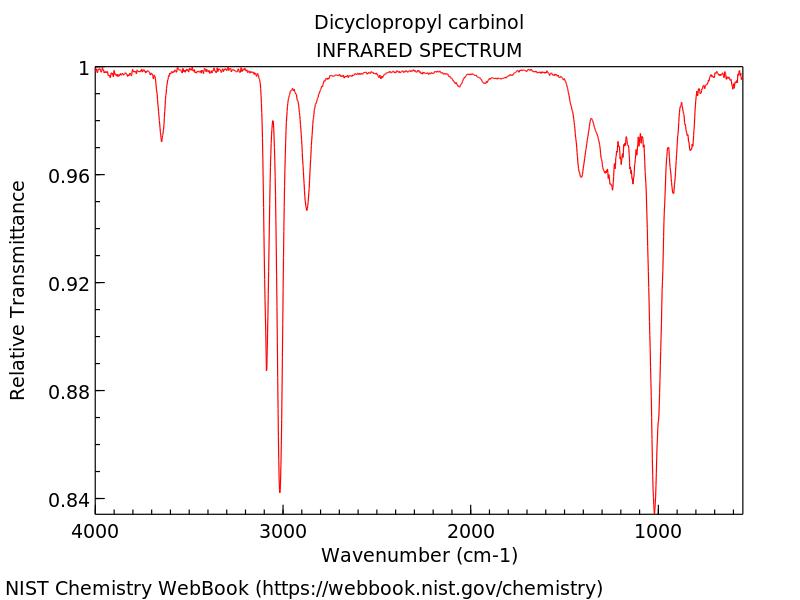 Dicyclopropyl carbinol
INFRARED SPECTRUM
1
0.96
0.92
0.88
0.84
Relative Transmittance
4000 3000 2000 1000
Wavenumber (cm-1)
NIST Chemistry WebBook (https://webbook.nist.gov/chemistry)